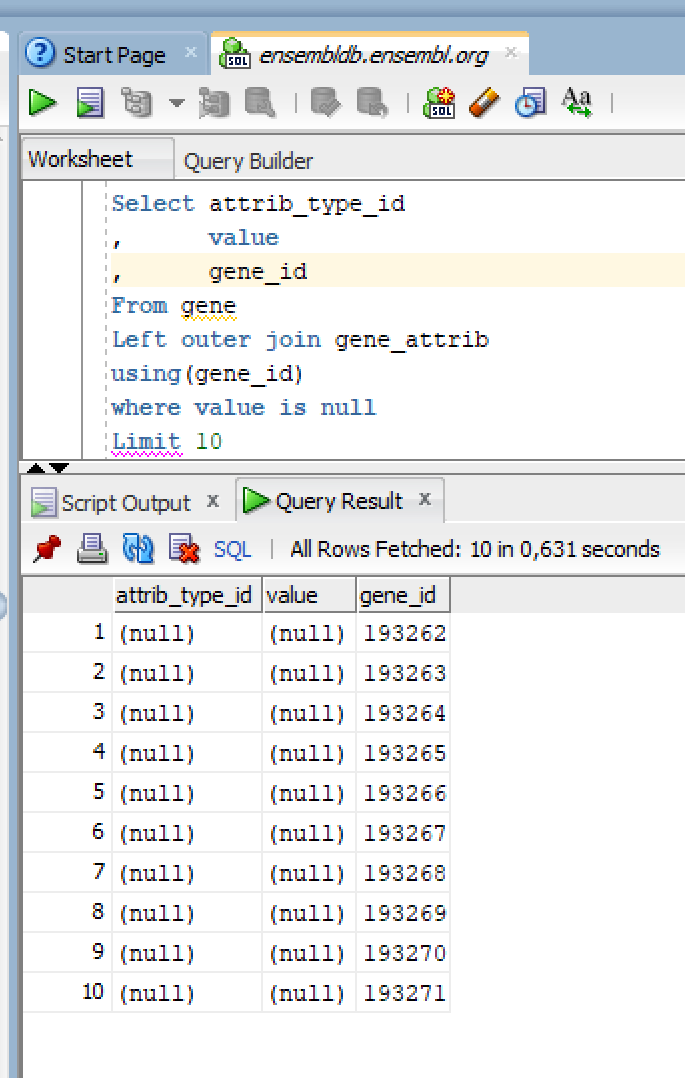 Start Page × SQL ensembldb.ensembl.org ×
SQL Aa
Worksheet Query Builder
Select attrib_type_id
, value
, gene_id
From gene
Left outer join gene_attrib
using(gene_id)
where value is null
Limit 10
Script Output × Query Result ×
SQL | All Rows Fetched: 10 in 0,631 seconds
attrib_type_id value gene_id
1 (null) (null) 193262
2 (null) (null) 193263
3 (null) (null) 193264
4 (null) (null) 193265
5 (null) (null) 193266
6 (null) (null) 193267
7 (null) (null) 193268
8 (null) (null) 193269
9 (null) (null) 193270
10 (null) (null) 193271